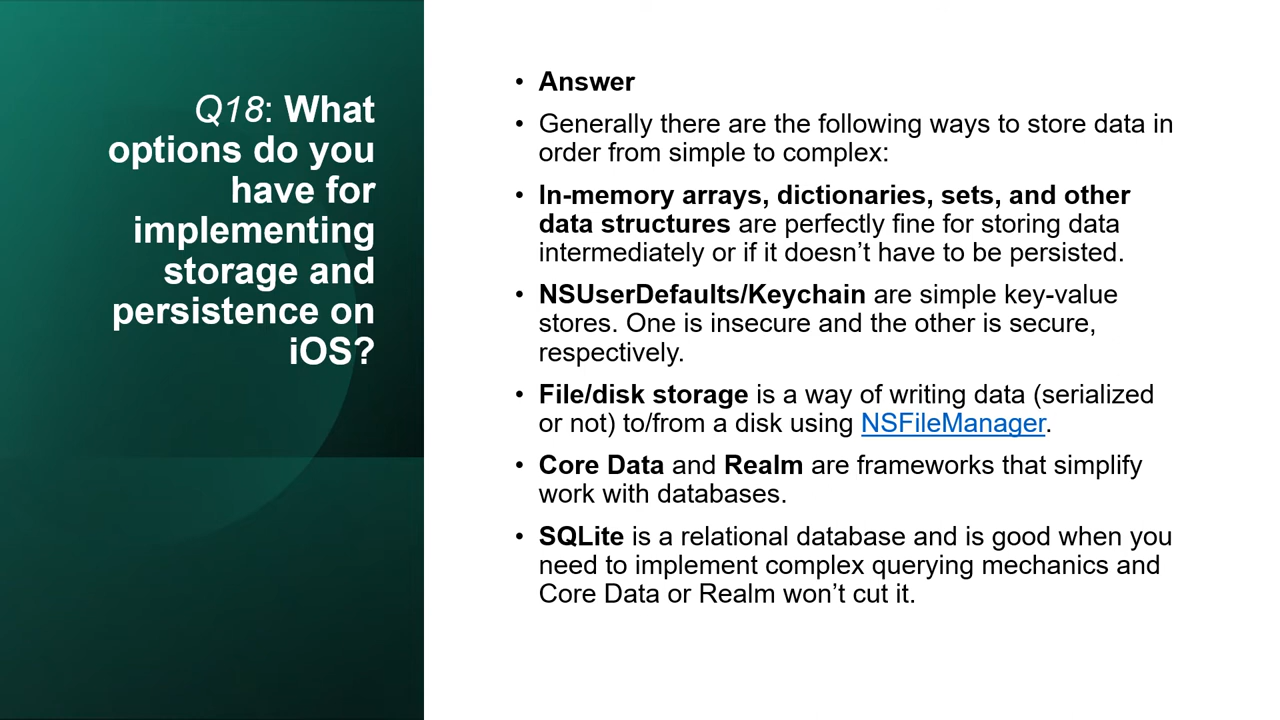 Q18: What
options do you
have for
implementing
storage and
persistence on
iOS?
• Answer
• Generally there are the following ways to store data in
order from simple to complex:
• In-memory arrays, dictionaries, sets, and other
data structures are perfectly fine for storing data
intermediately or if it doesn’t have to be persisted.
• NSUserDefaults/Keychain are simple key-value
stores. One is insecure and the other is secure,
respectively.
• File/disk storage is a way of writing data (serialized
or not) to/from a disk using NSFileManager.
• Core Data and Realm are frameworks that simplify
work with databases.
• SQLite is a relational database and is good when you
need to implement complex querying mechanics and
Core Data or Realm won’t cut it.